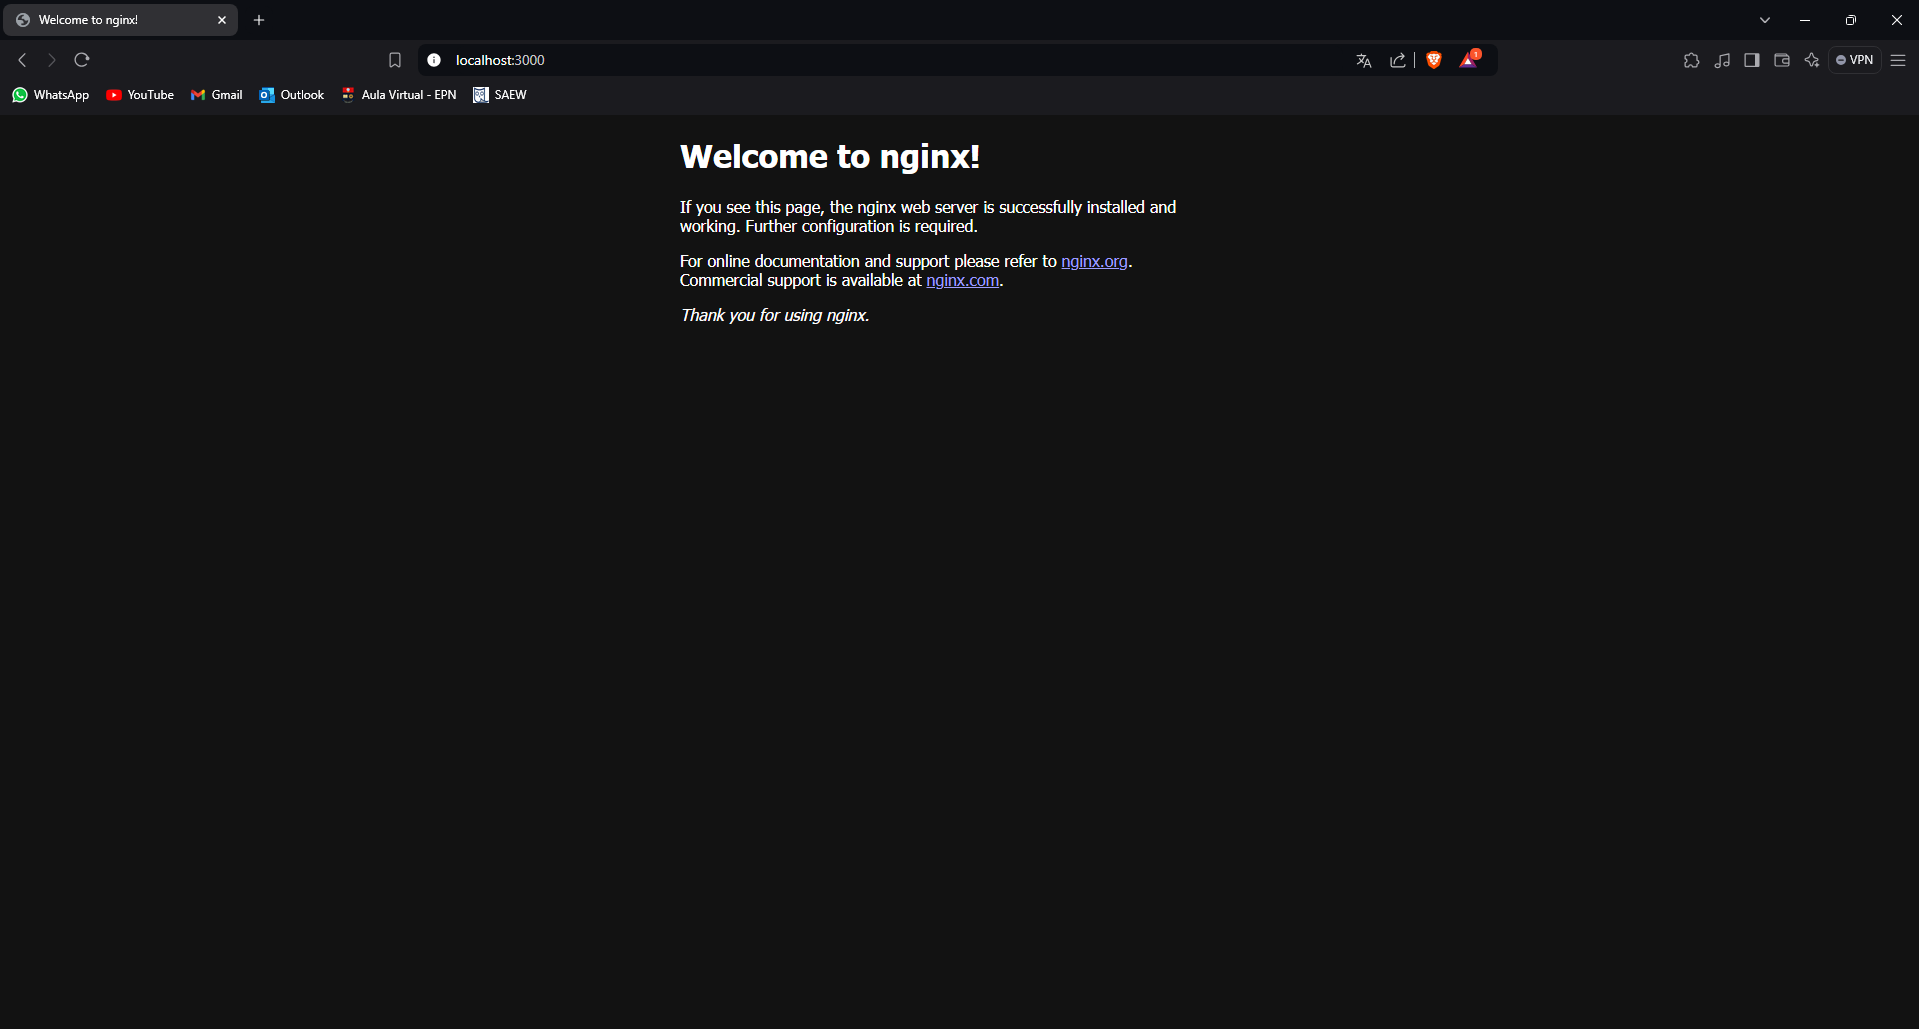 Welcome to nginx!
localhost:3000
1
VPN
WhatsApp
YouTube
Gmail
Outlook
Aula Virtual - EPN
SAEW
Welcome to nginx!
If you see this page, the nginx web server is successfully installed and
working. Further configuration is required.
For online documentation and support please refer to nginx.org.
Commercial support is available at nginx.com.
Thank you for using nginx.